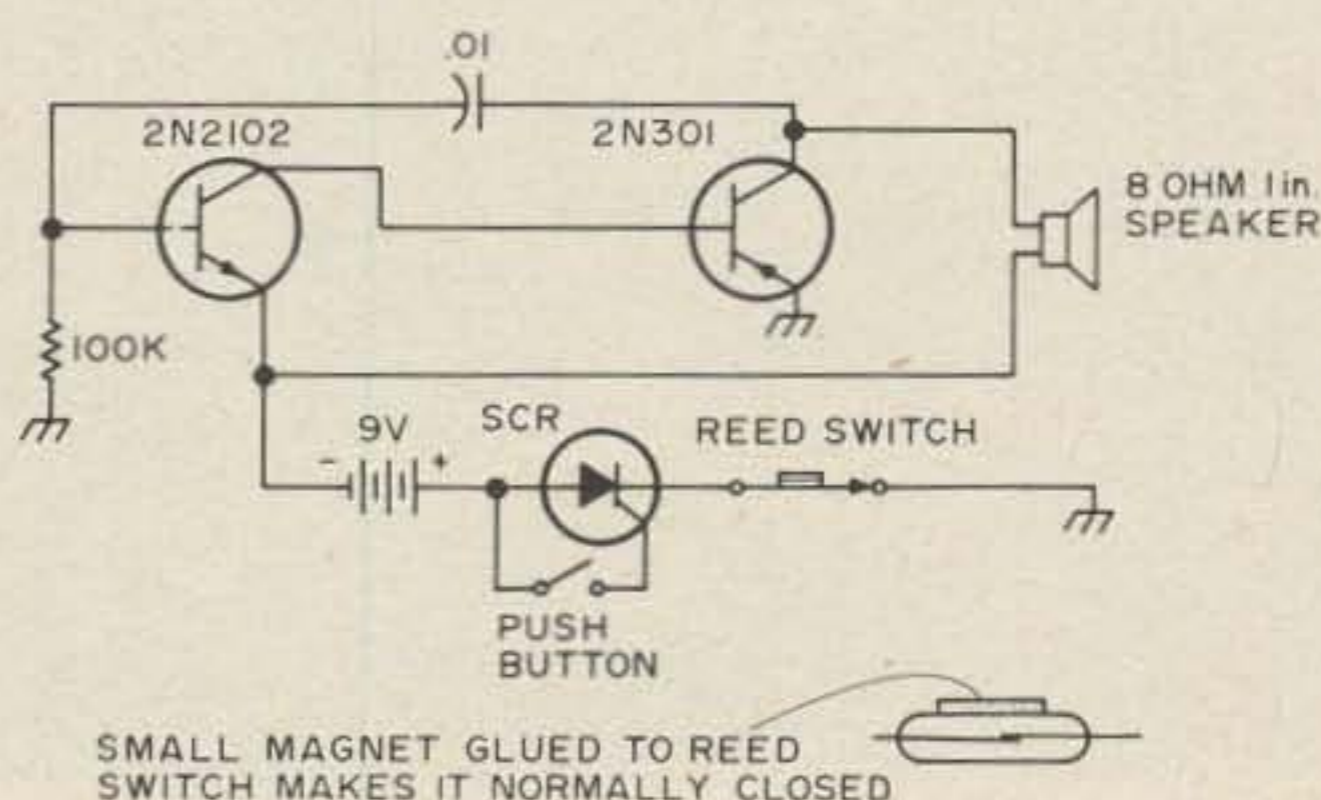 .01
2N2102
2N301
8 OHM 1in.
SPEAKER
100K
9V
- +
SCR
REED SWITCH
PUSH
BUTTON
SMALL MAGNET GLUED TO REED
SWITCH MAKES IT NORMALLY CLOSED